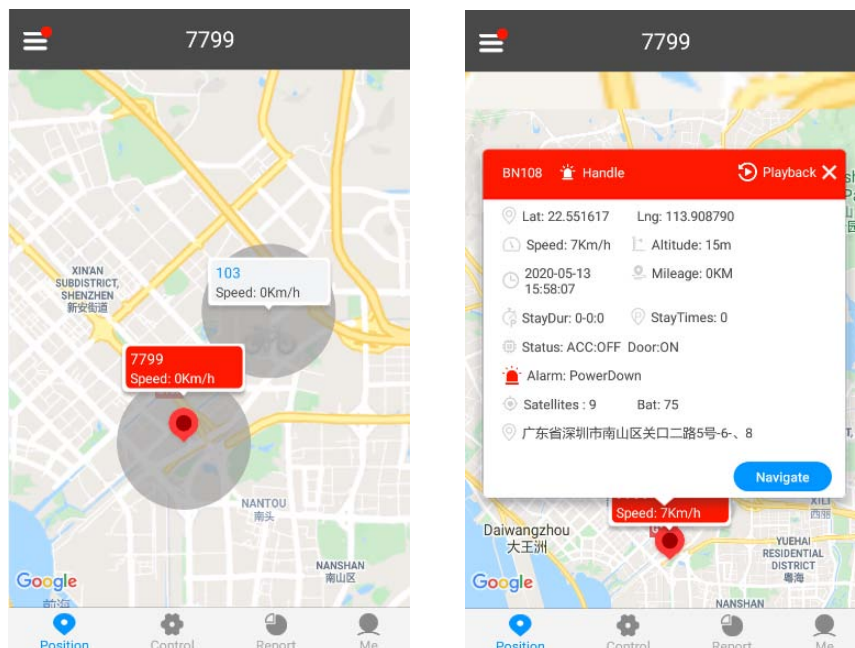 7799
XIN'AN
SUBDISTRICT,
SHENZHEN
新安街道
103
Speed: 0Km/h
7799
Speed: 0Km/h
NANTOU
南头
NANSHAN
南山区
Google
前海
Position
Control
Report
Me
7799
BN108
Handle
Playback
Lat: 22.551617
Lng: 113.908790
Speed: 7Km/h
Altitude: 15m
2020-05-13
15:58:07
Mileage: 0KM
StayDur: 0-0:0
StayTimes: 0
Status: ACC:OFF Door:ON
Alarm: PowerDown
Satellites : 9
Bat: 75
广东省深圳市南山区关口二路5号-6-、8
Navigate
Speed: 7Km/h
XILI
西丽
Daiwangzhou
大王洲
YUEHAI
RESIDENTIAL
DISTRICT
粤海
Google
NANSHAN
Position
Control
Report
Me